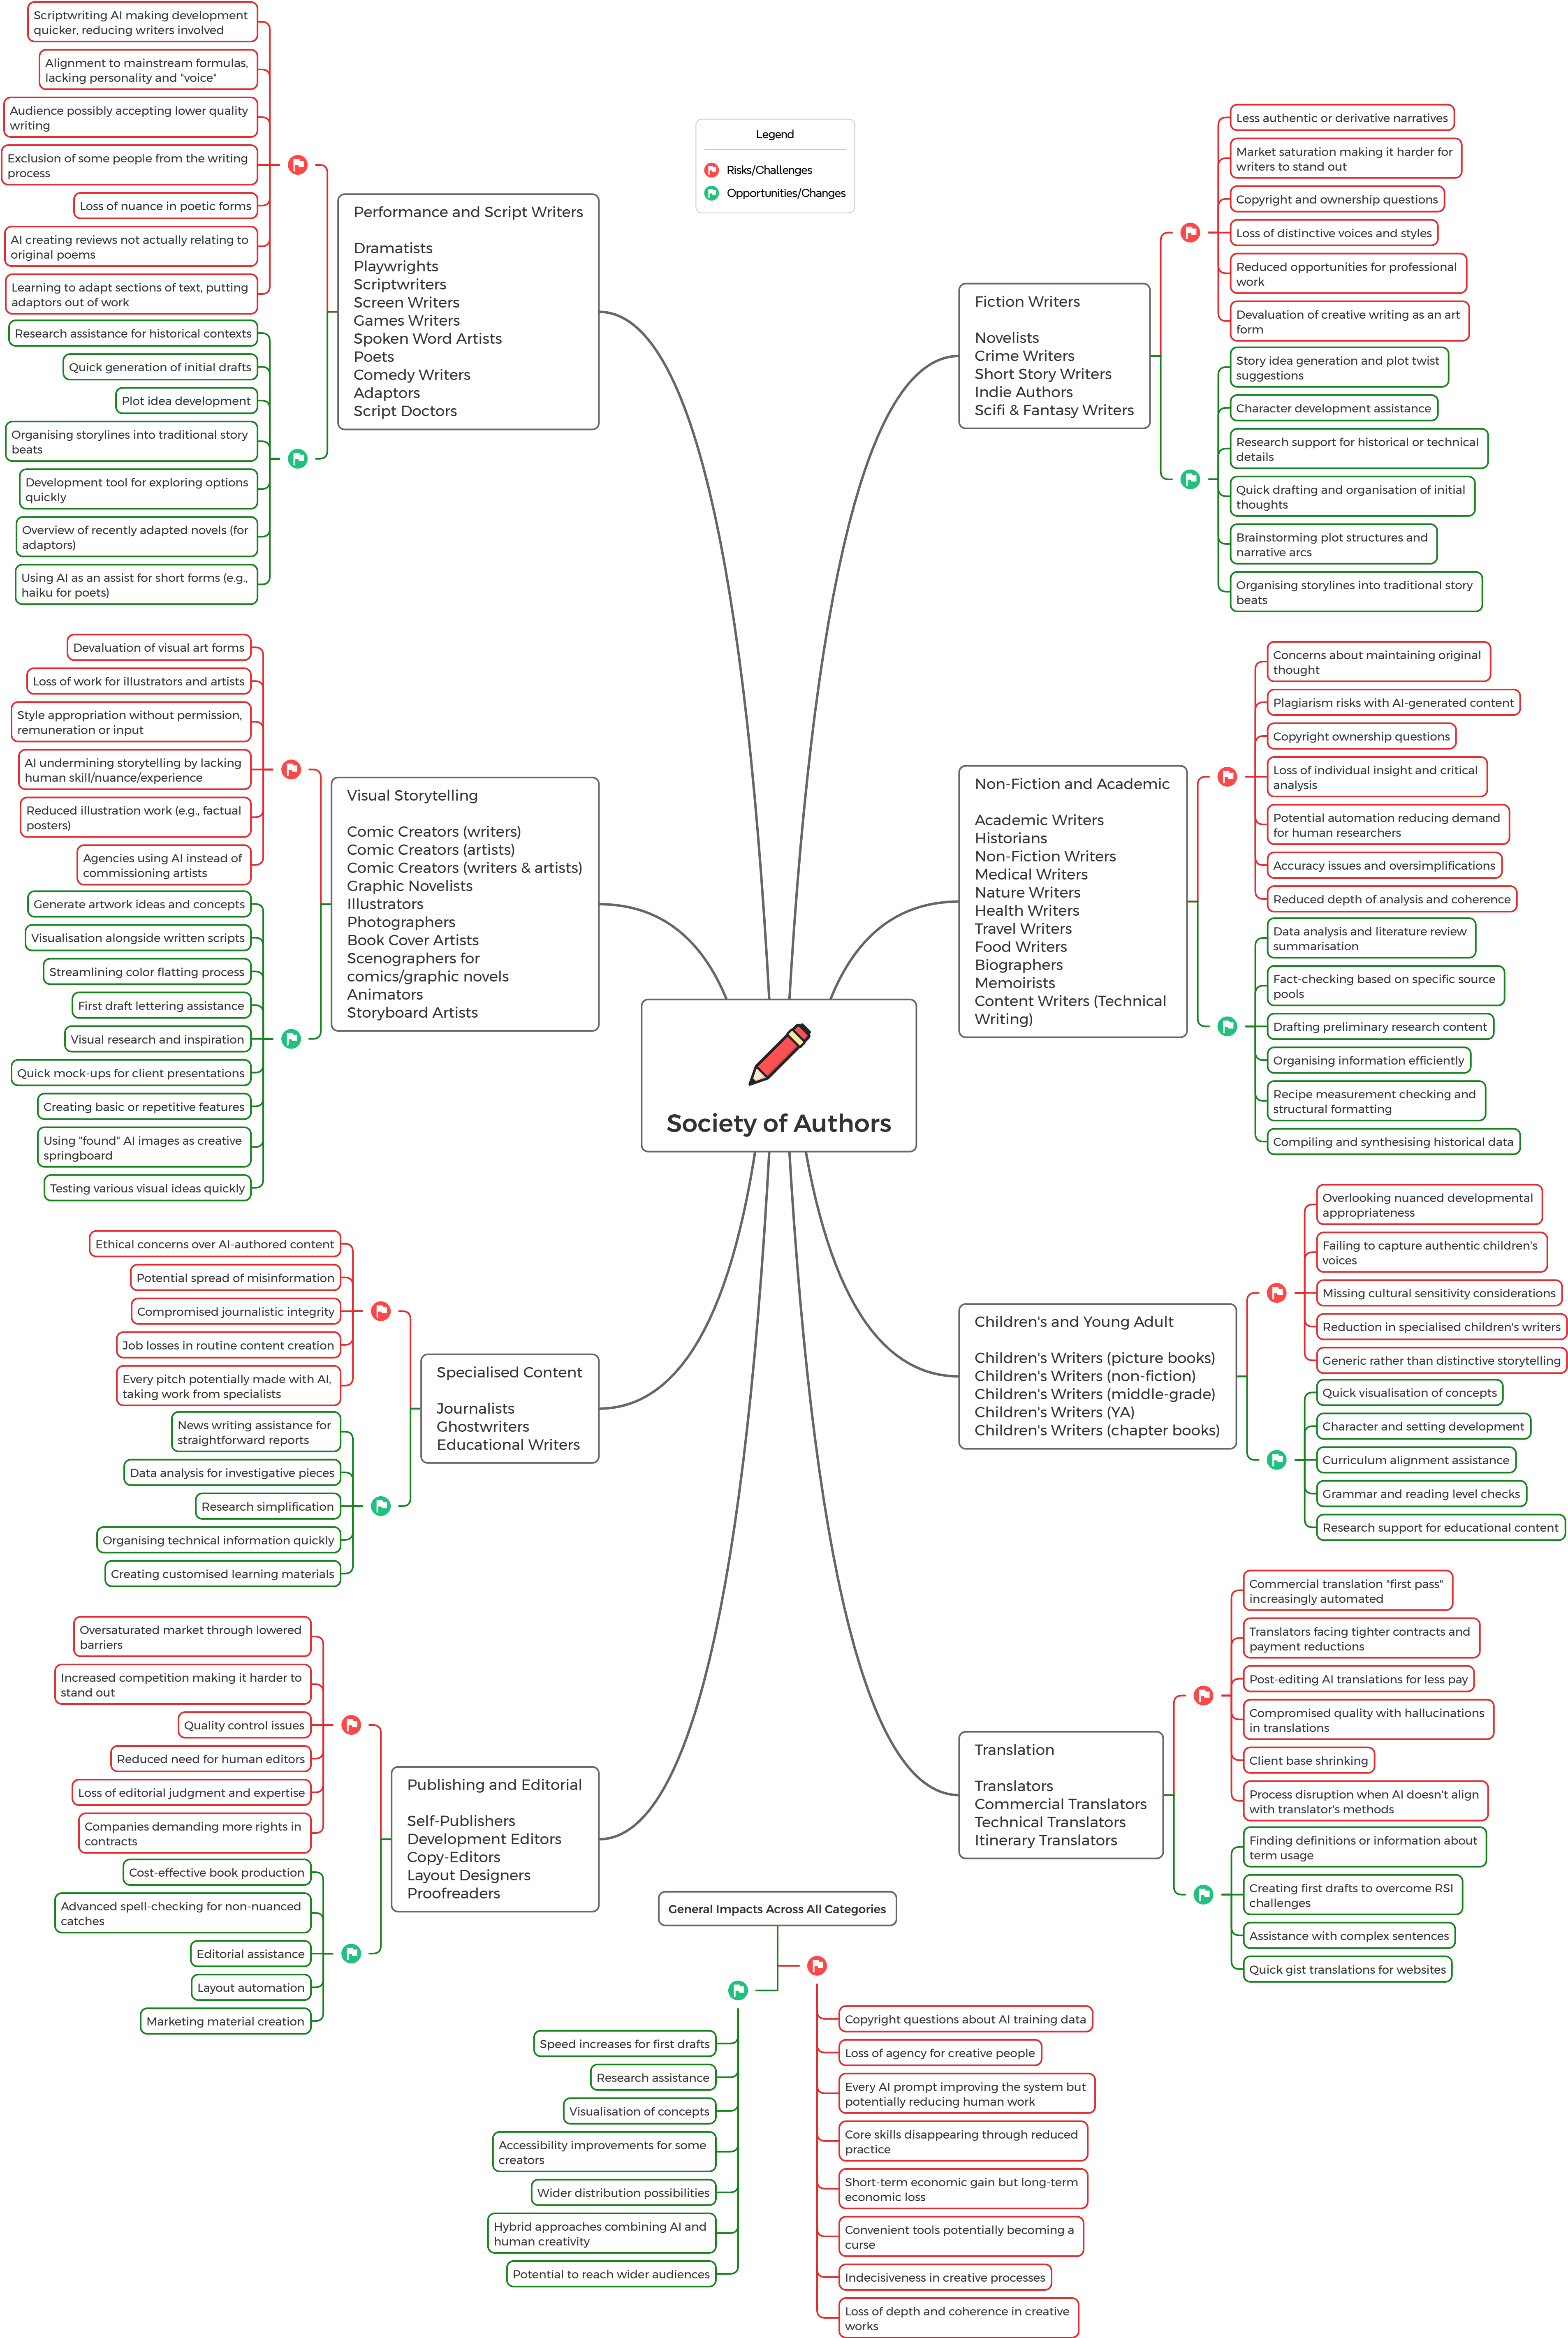 Legend
Risks/Challenges
Opportunities/Changes
Society of Authors
Performance and Script Writers
Dramatists
Playwrights
Scriptwriters
Screen Writers
Games Writers
Spoken Word Artists
Poets
Comedy Writers
Adaptors
Script Doctors
Scriptwriting AI making development
quicker, reducing writers involved
Alignment to mainstream formulas,
lacking personality and "voice"
Audience possibly accepting lower quality
writing
Exclusion of some people from the writing
process
Loss of nuance in poetic forms
AI creating reviews not actually relating to
original poems
Learning to adapt sections of text, putting
adaptors out of work
Research assistance for historical contexts
Quick generation of initial drafts
Plot idea development
Organising storylines into traditional story
beats
Development tool for exploring options
quickly
Overview of recently adapted novels (for
adaptors)
Using AI as an assist for short forms (e.g.,
haiku for poets)
Visual Storytelling
Comic Creators (writers)
Comic Creators (artists)
Comic Creators (writers & artists)
Graphic Novelists
Illustrators
Photographers
Book Cover Artists
Scenographers for
comics/graphic novels
Animators
Storyboard Artists
Devaluation of visual art forms
Loss of work for illustrators and artists
Style appropriation without permission,
remuneration or input
AI undermining storytelling by lacking
human skill/nuance/experience
Reduced illustration work (e.g., factual
posters)
Agencies using AI instead of
commissioning artists
Generate artwork ideas and concepts
Visualisation alongside written scripts
Streamlining color flatting process
First draft lettering assistance
Visual research and inspiration
Quick mock-ups for client presentations
Creating basic or repetitive features
Using "found" AI images as creative
springboard
Testing various visual ideas quickly
Specialised Content
Journalists
Ghostwriters
Educational Writers
Ethical concerns over AI-authored content
Potential spread of misinformation
Compromised journalistic integrity
Job losses in routine content creation
Every pitch potentially made with AI,
taking work from specialists
News writing assistance for
straightforward reports
Data analysis for investigative pieces
Research simplification
Organising technical information quickly
Creating customised learning materials
Publishing and Editorial
Self-Publishers
Development Editors
Copy-Editors
Layout Designers
Proofreaders
Oversaturated market through lowered
barriers
Increased competition making it harder to
stand out
Quality control issues
Reduced need for human editors
Loss of editorial judgment and expertise
Companies demanding more rights in
contracts
Cost-effective book production
Advanced spell-checking for non-nuanced
catches
Editorial assistance
Layout automation
Marketing material creation
Fiction Writers
Novelists
Crime Writers
Short Story Writers
Indie Authors
Scifi & Fantasy Writers
Less authentic or derivative narratives
Market saturation making it harder for
writers to stand out
Copyright and ownership questions
Loss of distinctive voices and styles
Reduced opportunities for professional
work
Devaluation of creative writing as an art
form
Story idea generation and plot twist
suggestions
Character development assistance
Research support for historical or technical
details
Quick drafting and organisation of initial
thoughts
Brainstorming plot structures and
narrative arcs
Organising storylines into traditional story
beats
Non-Fiction and Academic
Academic Writers
Historians
Non-Fiction Writers
Medical Writers
Nature Writers
Health Writers
Travel Writers
Food Writers
Biographers
Memoirists
Content Writers (Technical
Writing)
Concerns about maintaining original
thought
Plagiarism risks with AI-generated content
Copyright ownership questions
Loss of individual insight and critical
analysis
Potential automation reducing demand
for human researchers
Accuracy issues and oversimplifications
Reduced depth of analysis and coherence
Data analysis and literature review
summarisation
Fact-checking based on specific source
pools
Drafting preliminary research content
Organising information efficiently
Recipe measurement checking and
structural formatting
Compiling and synthesising historical data
Children's and Young Adult
Children's Writers (picture books)
Children's Writers (non-fiction)
Children's Writers (middle-grade)
Children's Writers (YA)
Children's Writers (chapter books)
Overlooking nuanced developmental
appropriateness
Failing to capture authentic children's
voices
Missing cultural sensitivity considerations
Reduction in specialised children's writers
Generic rather than distinctive storytelling
Quick visualisation of concepts
Character and setting development
Curriculum alignment assistance
Grammar and reading level checks
Research support for educational content
Translation
Translators
Commercial Translators
Technical Translators
Itinerary Translators
Commercial translation "first pass"
increasingly automated
Translators facing tighter contracts and
payment reductions
Post-editing AI translations for less pay
Compromised quality with hallucinations
in translations
Client base shrinking
Process disruption when AI doesn't align
with translator's methods
Finding definitions or information about
term usage
Creating first drafts to overcome RSI
challenges
Assistance with complex sentences
Quick gist translations for websites
General Impacts Across All Categories
Speed increases for first drafts
Research assistance
Visualisation of concepts
Accessibility improvements for some
creators
Wider distribution possibilities
Hybrid approaches combining AI and
human creativity
Potential to reach wider audiences
Copyright questions about AI training data
Loss of agency for creative people
Every AI prompt improving the system but
potentially reducing human work
Core skills disappearing through reduced
practice
Short-term economic gain but long-term
economic loss
Convenient tools potentially becoming a
curse
Indecisiveness in creative processes
Loss of depth and coherence in creative
works